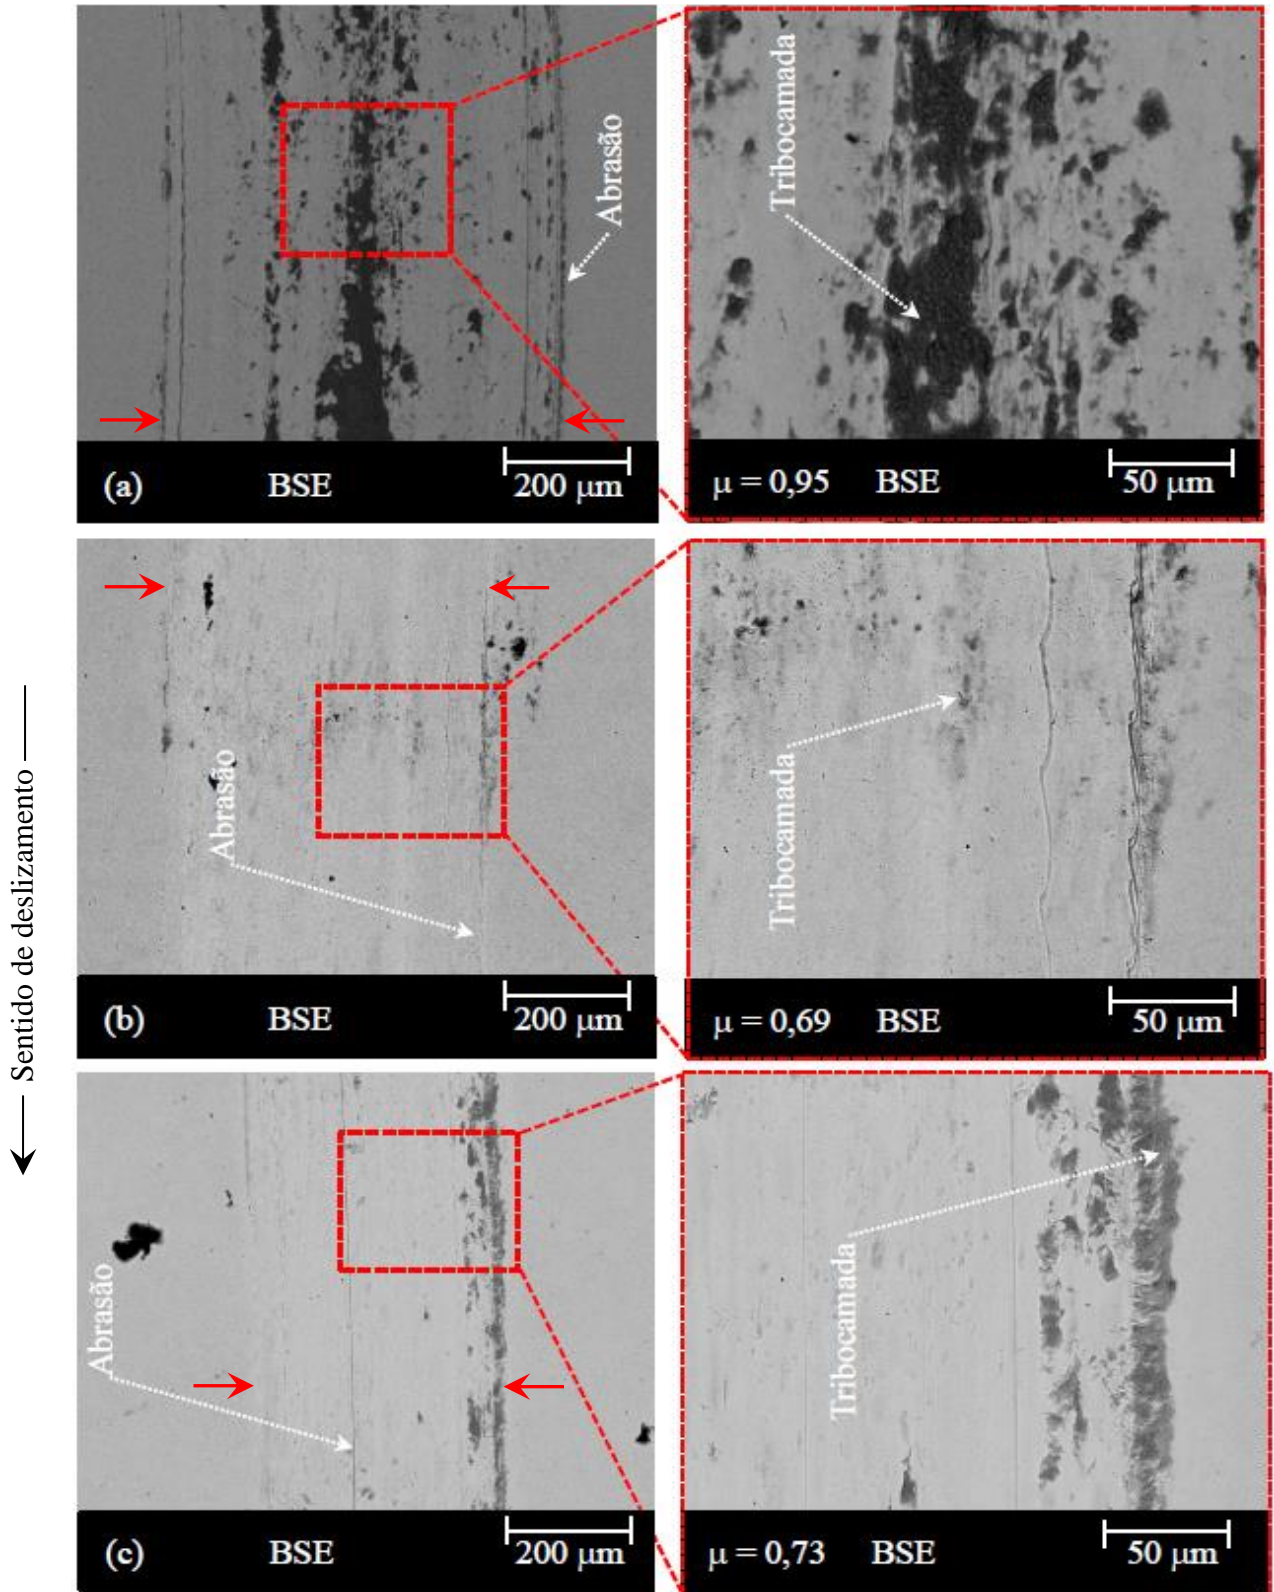 Abrasão
Tribocamada
(a) BSE 200 μm
μ = 0,95 BSE 50 μm
Sentido de deslizamento
Abrasão
Tribocamada
(b) BSE 200 μm
μ = 0,69 BSE 50 μm
Abrasão
Tribocamada
(c) BSE 200 μm
μ = 0,73 BSE 50 μm